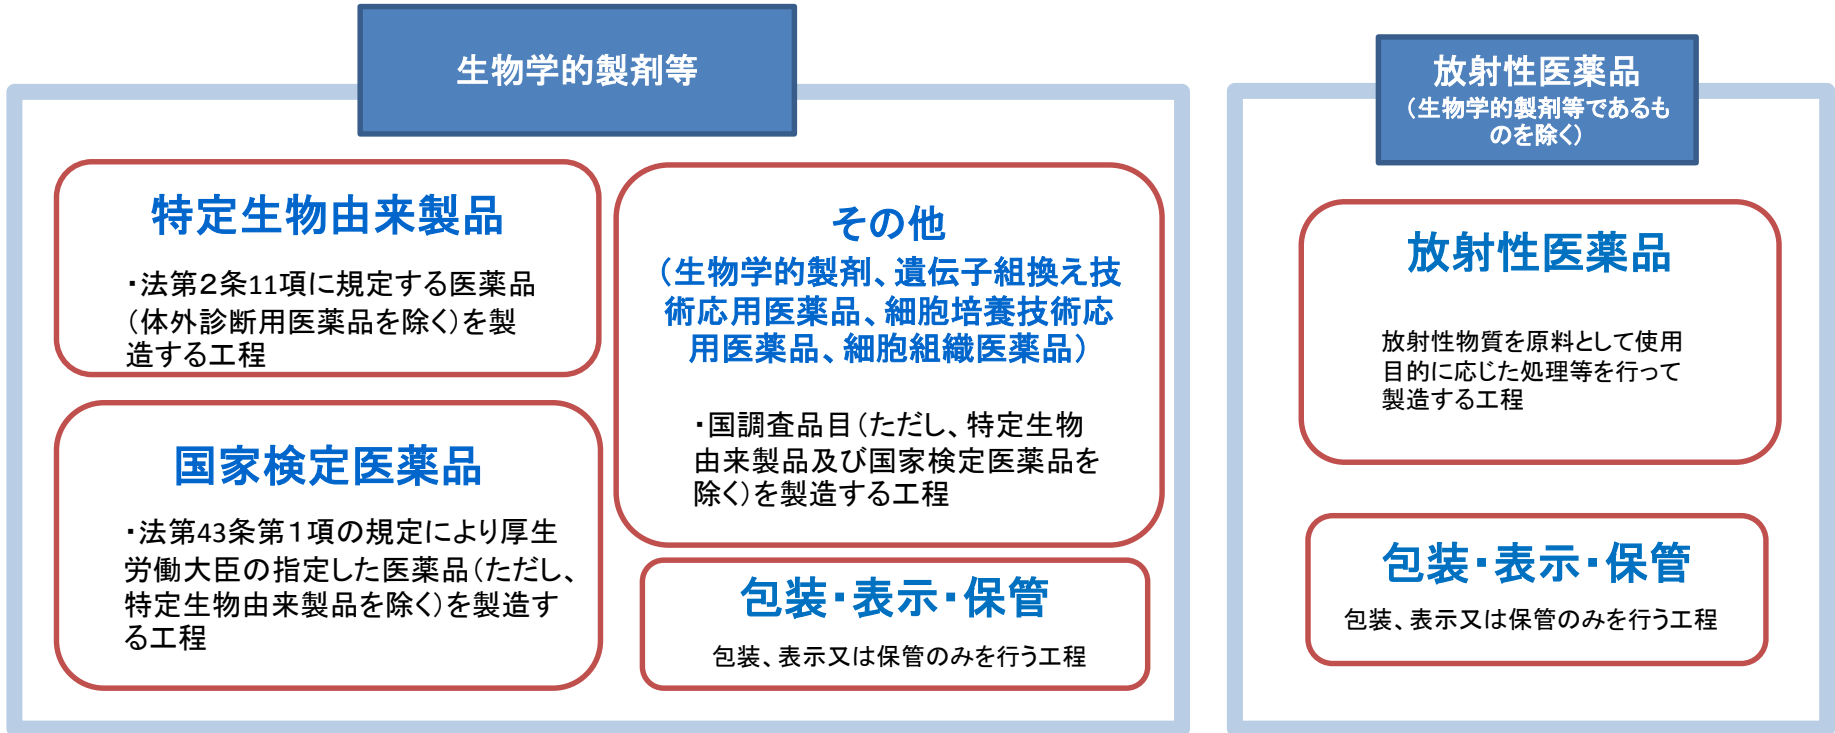 生物学的製剤等
特定生物由来製品
・法第２条11項に規定する医薬品
（体外診断用医薬品を除く）を製
造する工程
国家検定医薬品
・法第43条第１項の規定により厚生
労働大臣の指定した医薬品（ただし、
特定生物由来製品を除く）を製造す
る工程
その他
（生物学的製剤、遺伝子組換え技
術応用医薬品、細胞培養技術応
用医薬品、細胞組織医薬品）
・国調査品目（ただし、特定生物
由来製品及び国家検定医薬品を
除く）を製造する工程
包装・表示・保管
包装、表示又は保管のみを行う工程
放射性医薬品
（生物学的製剤等であるも
のを除く）
放射性医薬品
放射性物質を原料として使用
目的に応じた処理等を行って
製造する工程
包装・表示・保管
包装、表示又は保管のみを行う工程